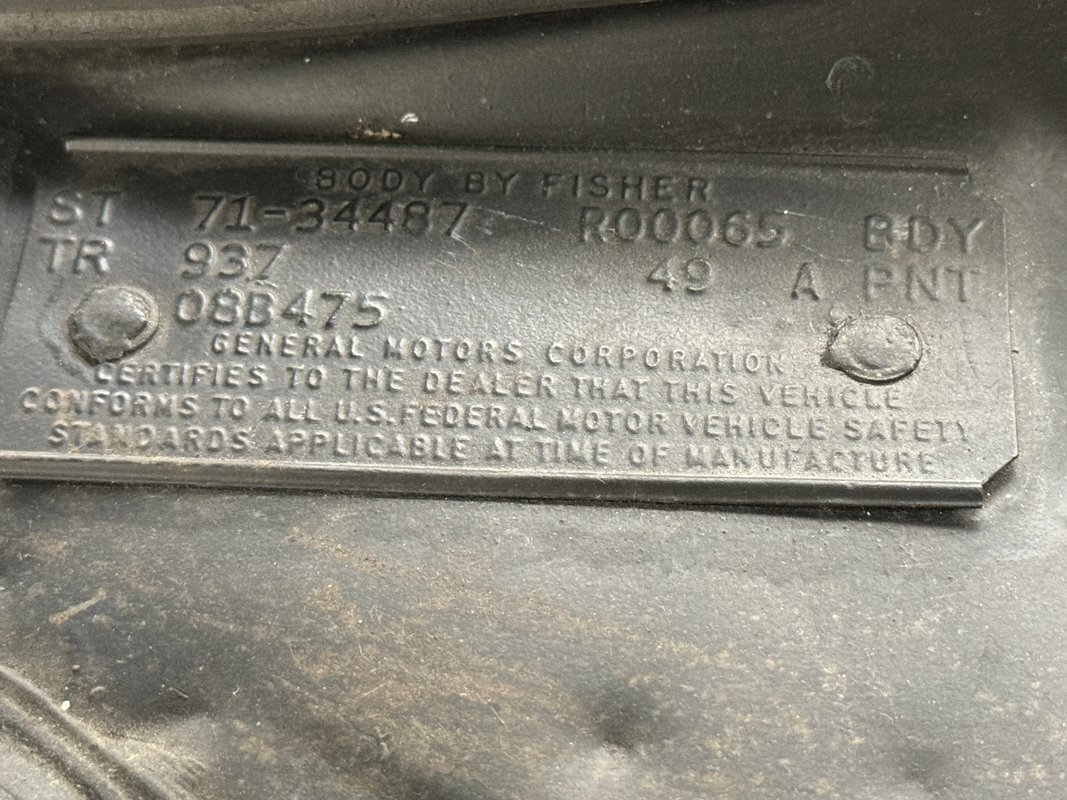 BODY BY FISHER
ST 71-34487 R00065 BDY
TR 937 49 A PNT
08B475
GENERAL MOTORS CORPORATION
CERTIFIES TO THE DEALER THAT THIS VEHICLE
CONFORMS TO ALL U.S. FEDERAL MOTOR VEHICLE SAFETY
STANDARDS APPLICABLE AT TIME OF MANUFACTURE